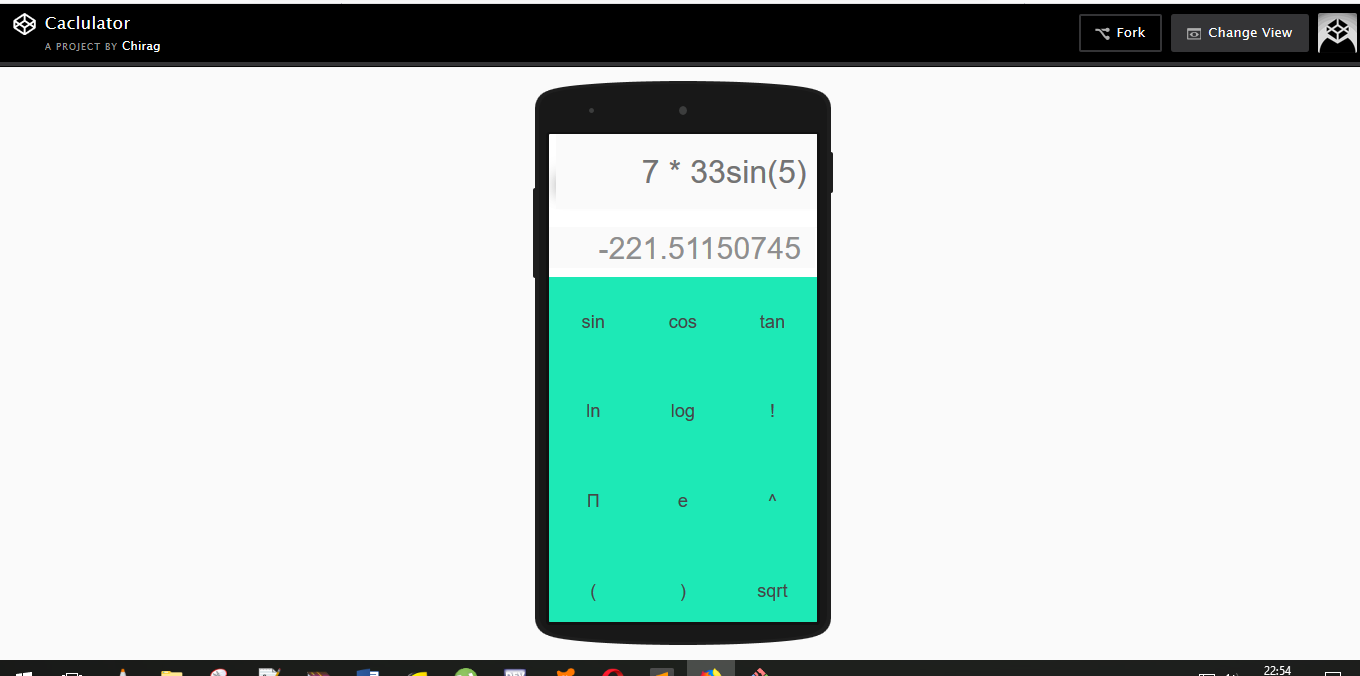 Caclulator
A PROJECT BY Chirag
Fork
Change View
7 * 33sin(5)
-221.51150745
sin cos tan
ln log !
Π e ^
( ) sqrt
22:54